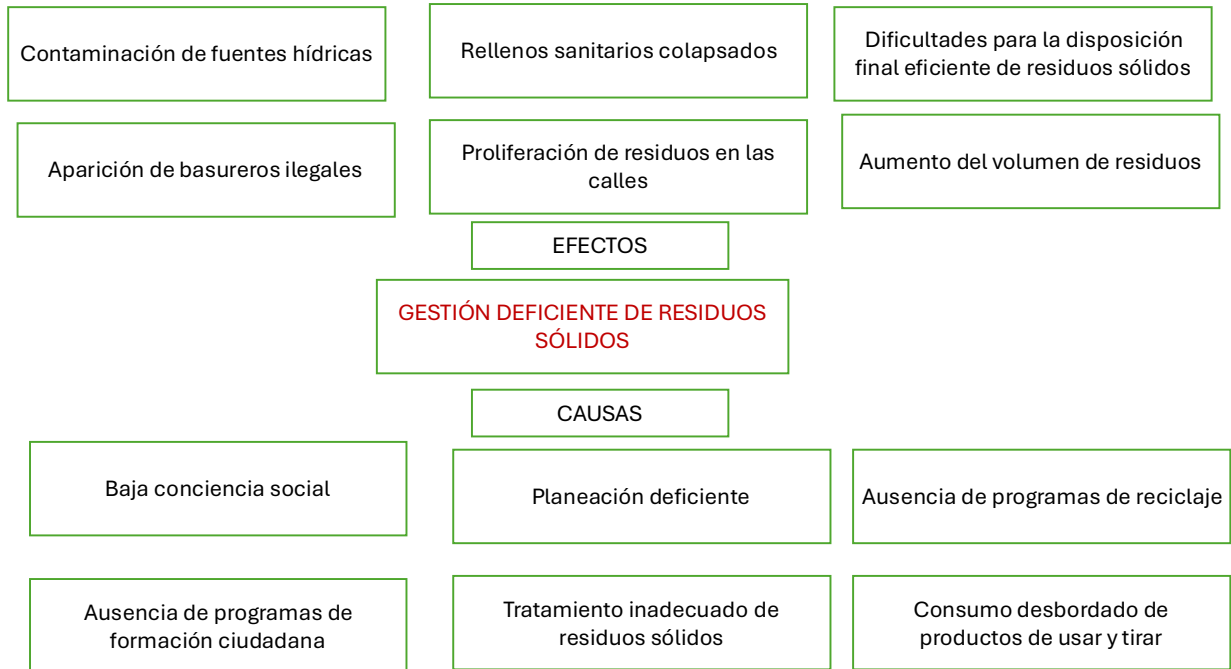 Contaminación de fuentes hídricas
Rellenos sanitarios colapsados
Dificultades para la disposición
final eficiente de residuos sólidos
Aparición de basureros ilegales
Proliferación de residuos en las
calles
Aumento del volumen de residuos
EFECTOS
GESTIÓN DEFICIENTE DE RESIDUOS
SÓLIDOS
CAUSAS
Baja conciencia social
Planeación deficiente
Ausencia de programas de reciclaje
Ausencia de programas de
formación ciudadana
Tratamiento inadecuado de
residuos sólidos
Consumo desbordado de
productos de usar y tirar